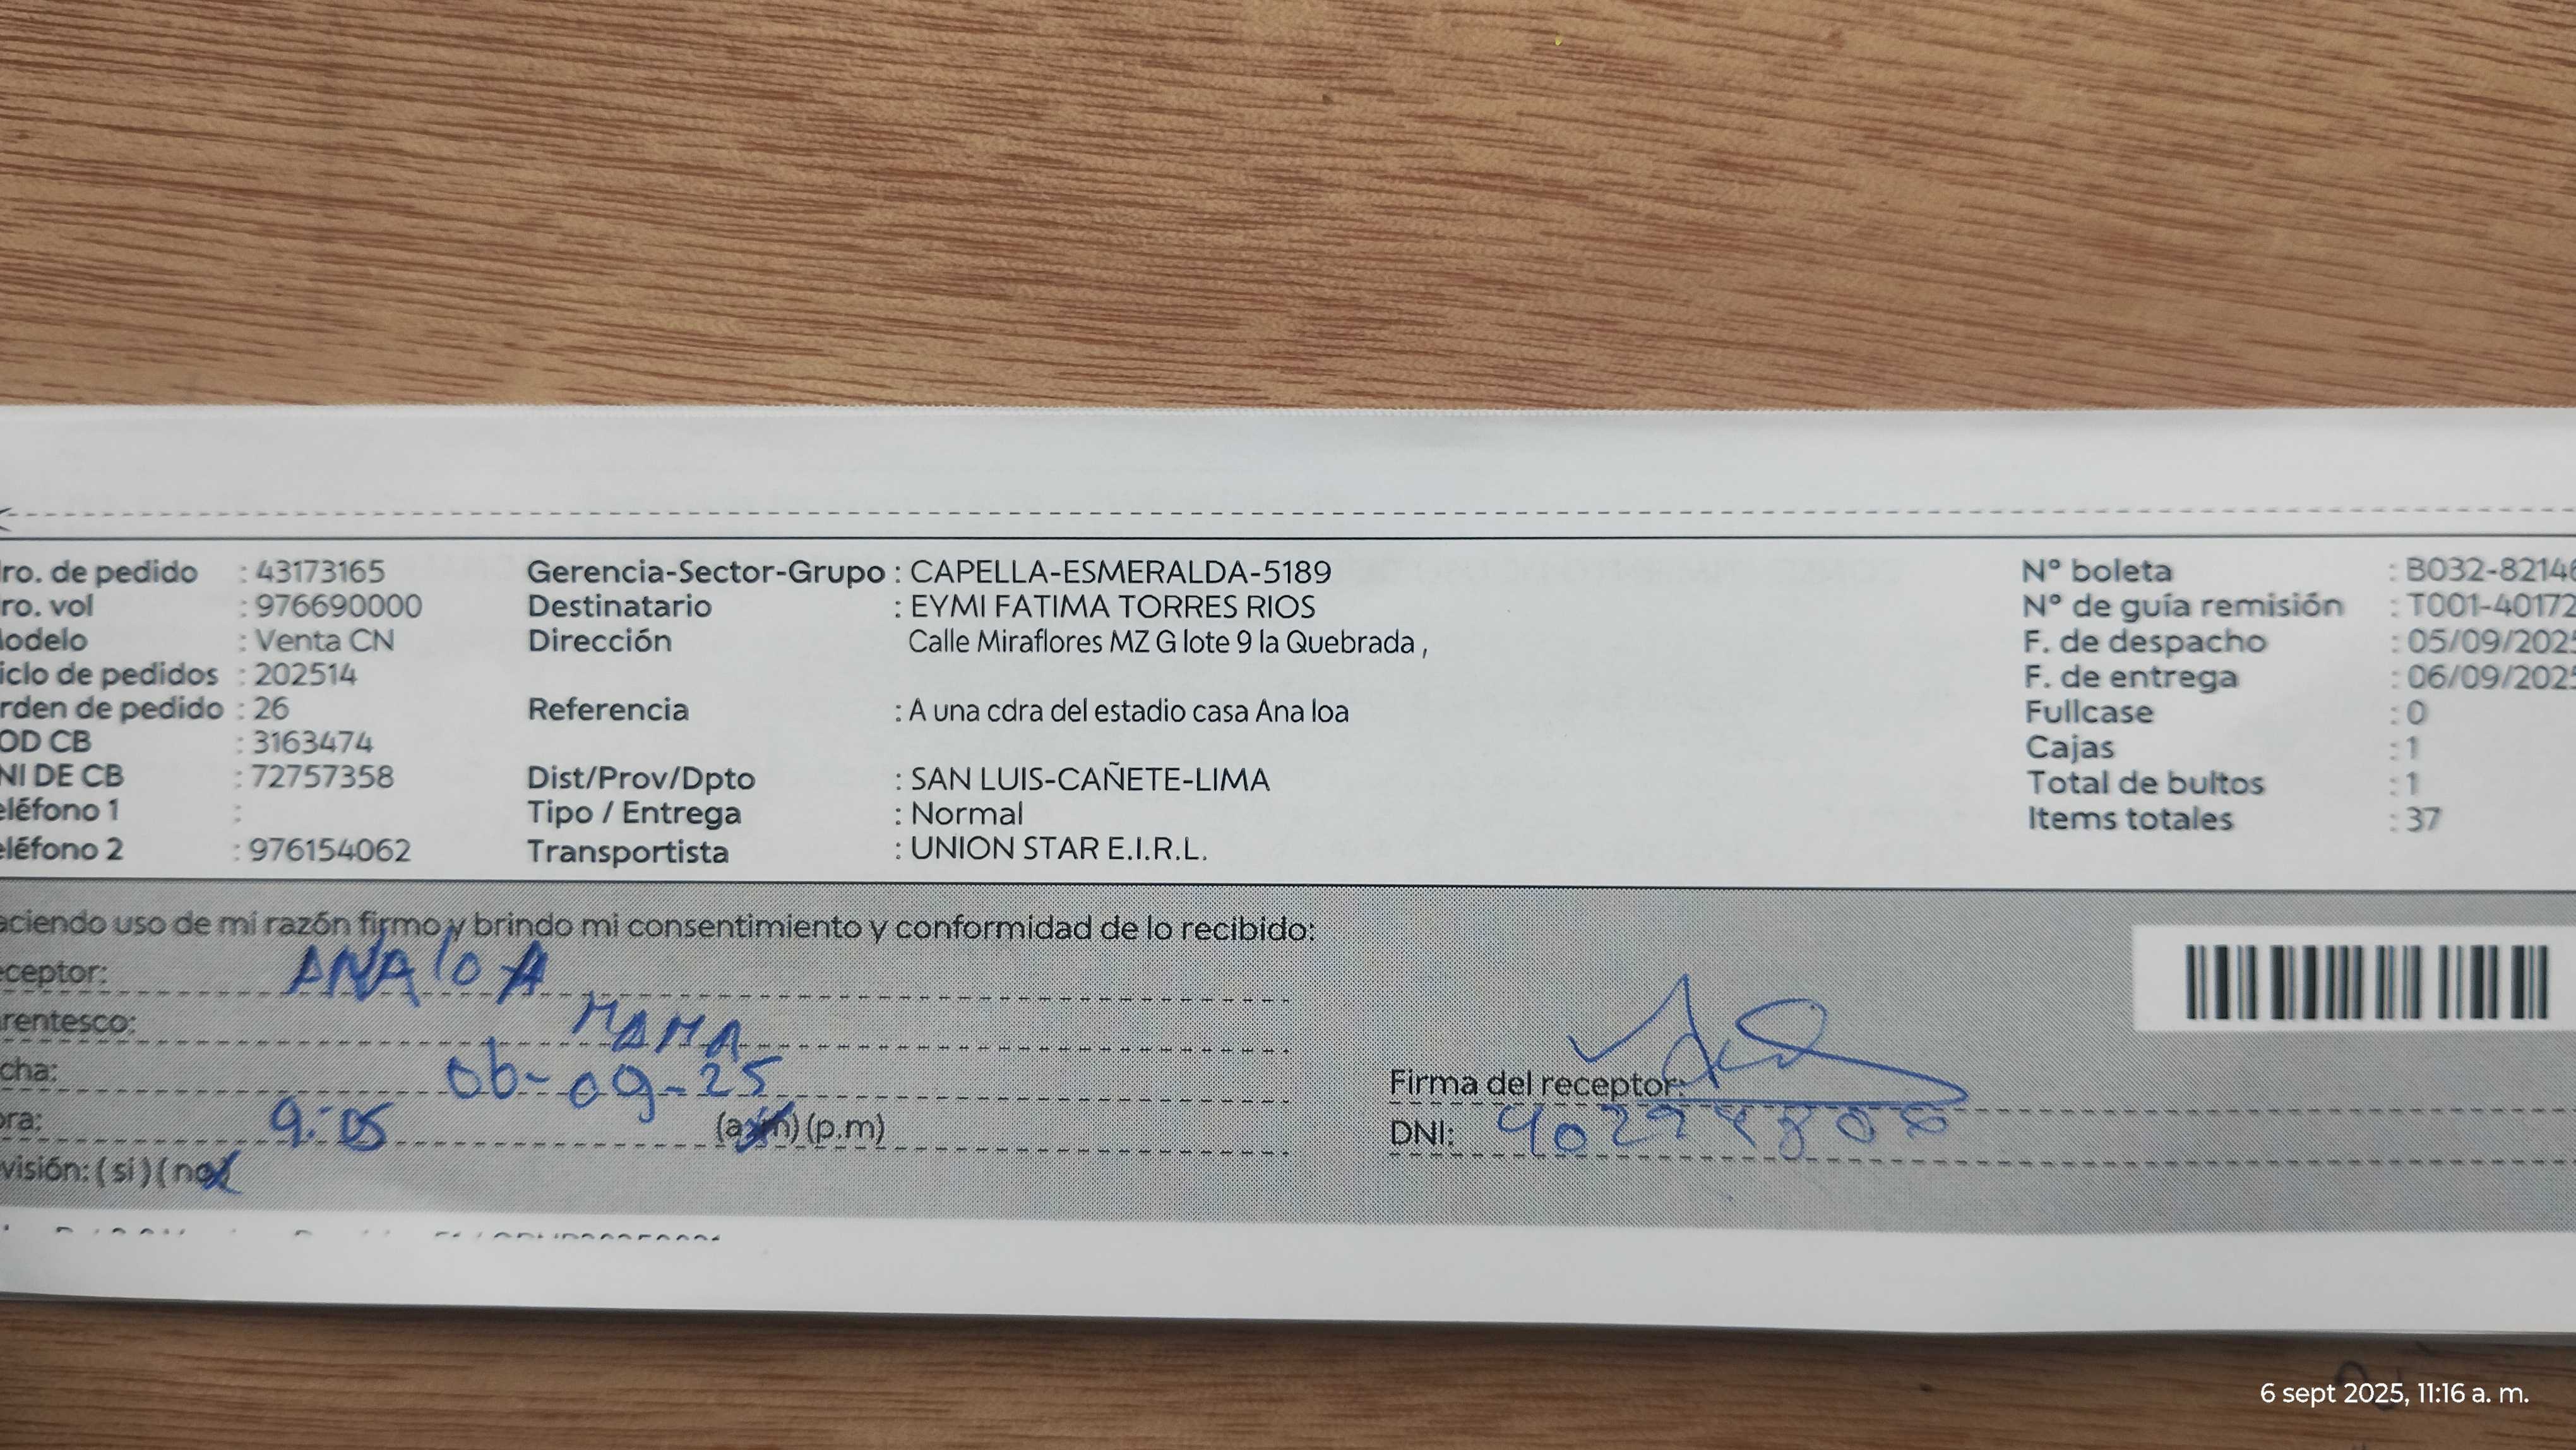 ro. de pedido : 43173165
ro. vol : 976690000
odelo : Venta CN
iclo de pedidos : 202514
rden de pedido : 26
OD CB : 3163474
NI DE CB : 72757358
eléfono 1 :
eléfono 2 : 976154062
Gerencia-Sector-Grupo : CAPELLA-ESMERALDA-5189
Destinatario : EYMI FATIMA TORRES RIOS
Dirección Calle Miraflores MZ G lote 9 la Quebrada ,
Referencia : A una cdra del estadio casa Ana loa
Dist/Prov/Dpto : SAN LUIS-CAÑETE-LIMA
Tipo / Entrega : Normal
Transportista : UNION STAR E.I.R.L.
N° boleta : B032-82146
N° de guía remisión : T001-40172
F. de despacho : 05/09/2025
F. de entrega : 06/09/2025
Fullcase : 0
Cajas : 1
Total de bultos : 1
Items totales : 37
aciendo uso de mi razón firmo y brindo mi consentimiento y conformidad de lo recibido:
ceptor: ANA loA
rentesco: MAMA
cha: 06-09-25
ora: 9:05 (a.m) (p.m)
visión: (si) (no)
Firma del receptor:
DNI:
6 sept 2025, 11:16 a. m.